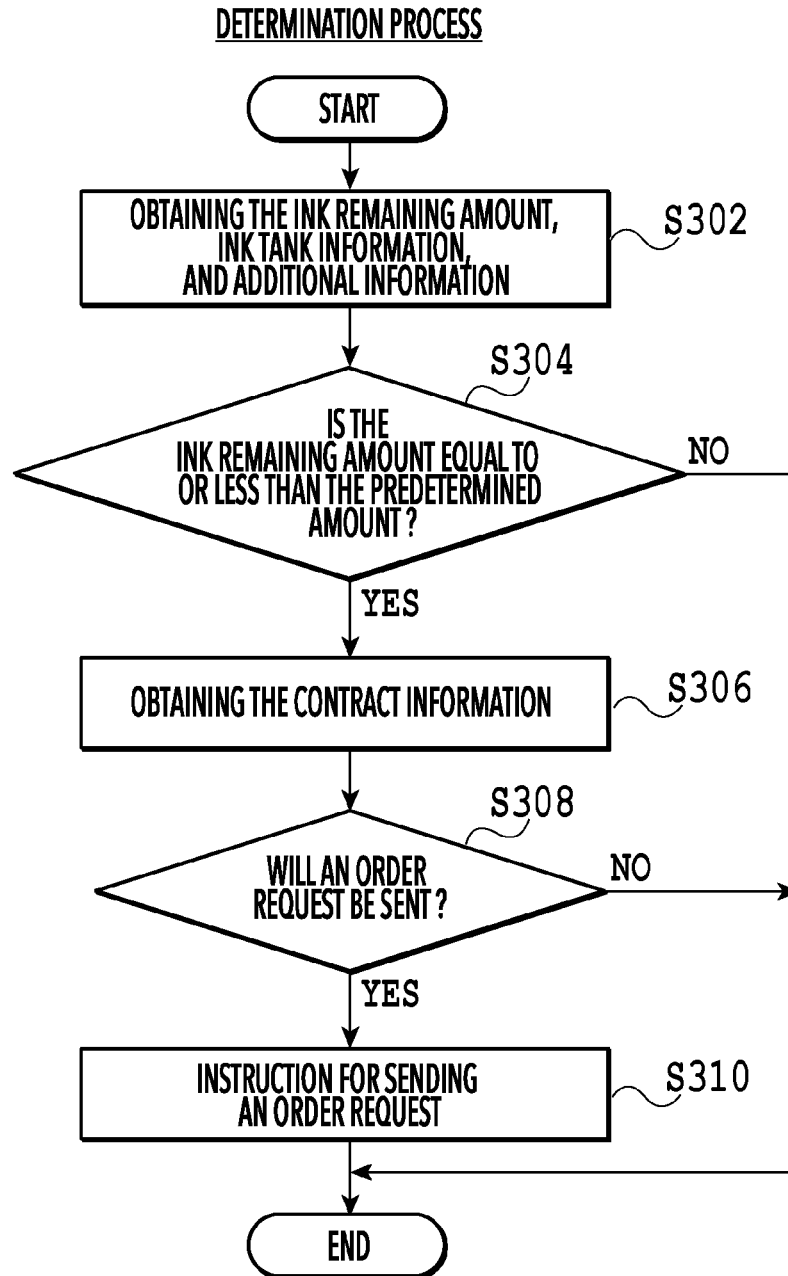 DETERMINATION PROCESS
START
OBTAINING THE INK REMAINING AMOUNT,
INK TANK INFORMATION,
AND ADDITIONAL INFORMATION
S302
S304
IS THE
INK REMAINING AMOUNT EQUAL TO
OR LESS THAN THE PREDETERMINED
AMOUNT ?
NO
YES
OBTAINING THE CONTRACT INFORMATION
S306
S308
WILL AN ORDER
REQUEST BE SENT ?
NO
YES
INSTRUCTION FOR SENDING
AN ORDER REQUEST
S310
END